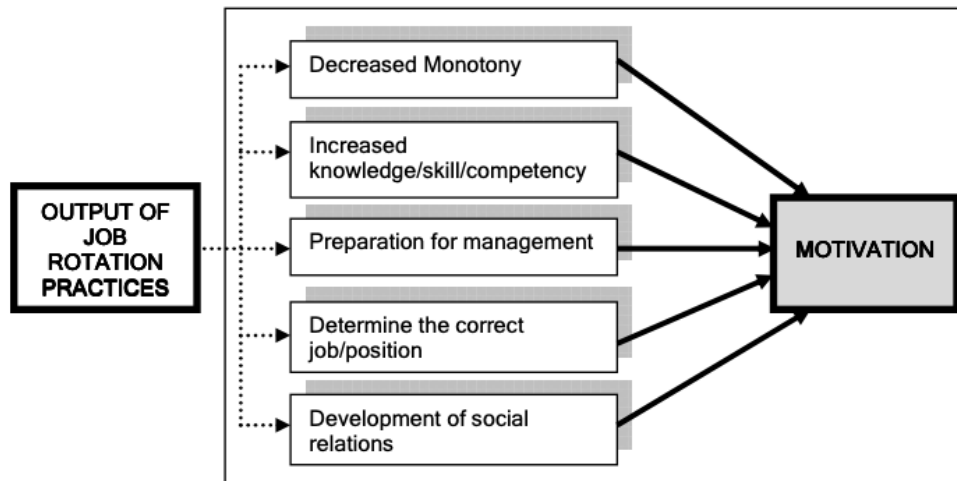 OUTPUT OF
JOB
ROTATION
PRACTICES
Decreased Monotony
Increased
knowledge/skill/competency
Preparation for management
Determine the correct
job/position
Development of social
relations
MOTIVATION